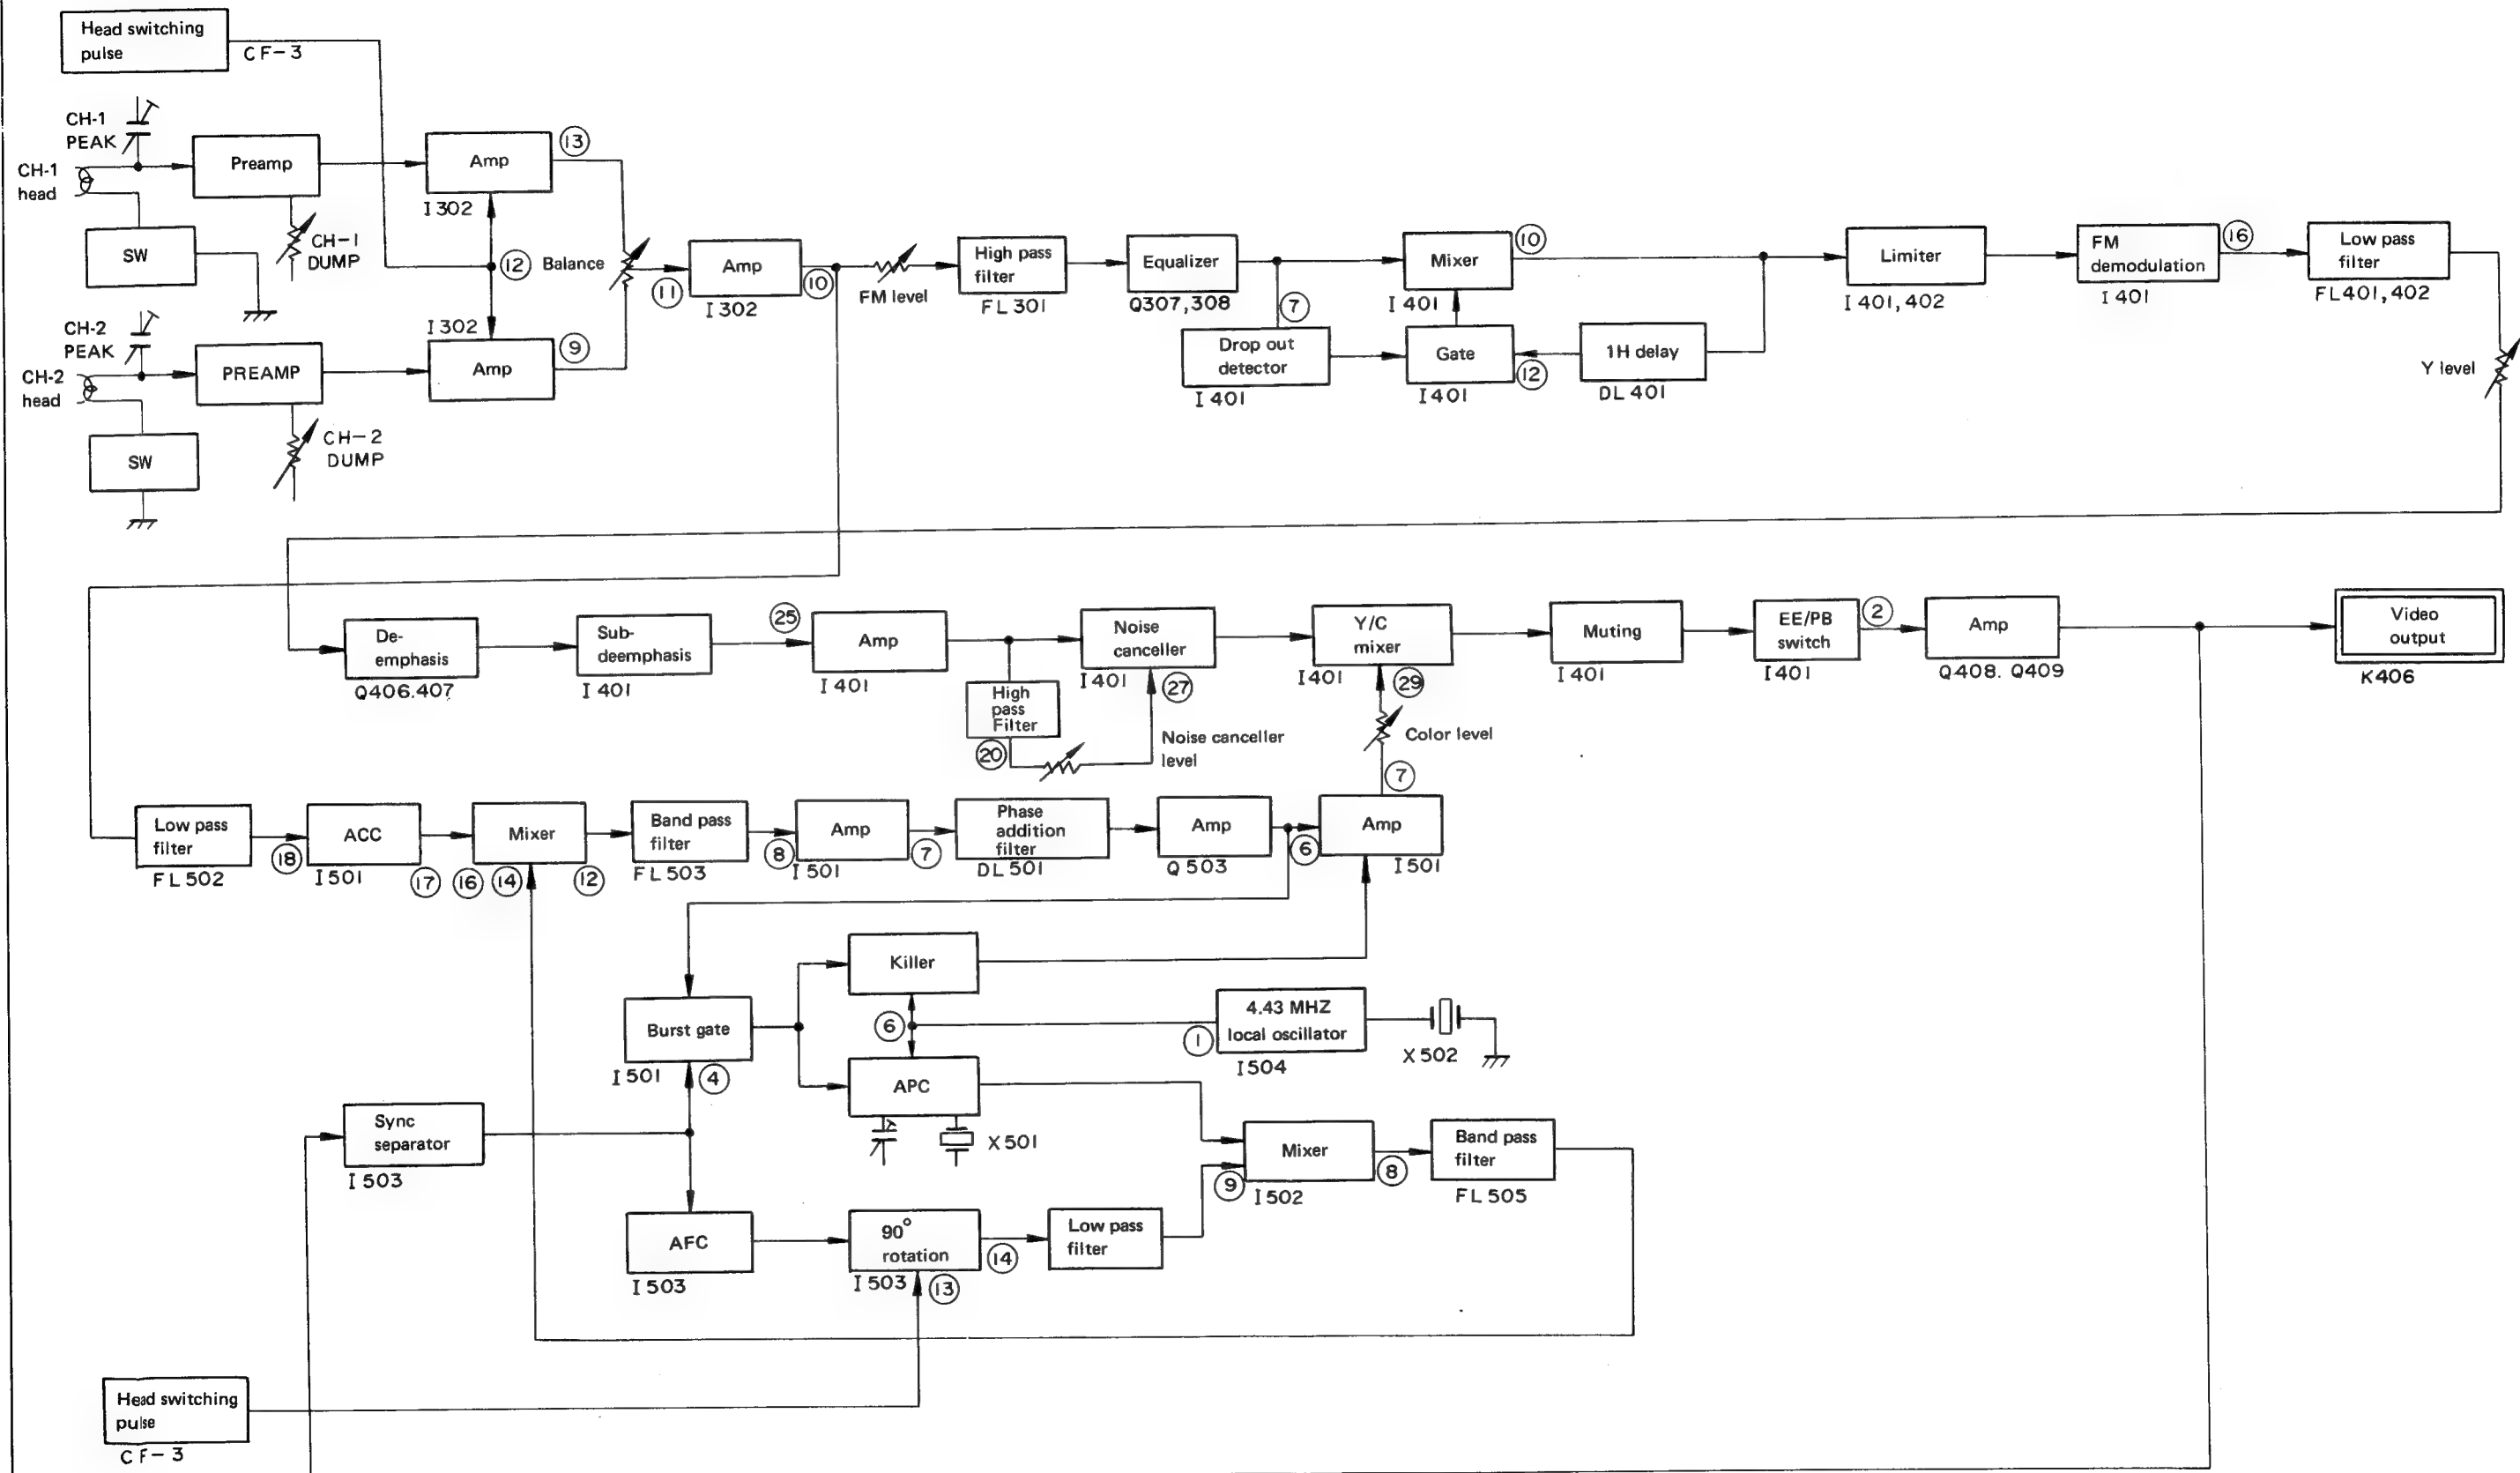 Head switching
pulse
CF-3
CH-1
PEAK
CH-1
head
Preamp
SW
CH-1
DUMP
Amp
I302
13
12
Balance
CH-2
PEAK
CH-2
head
PREAMP
SW
CH-2
DUMP
I302
Amp
9
11
Amp
I302
10
FM level
High pass
filter
FL301
Equalizer
Q307,308
7
Drop out
detector
I401
Mixer
10
I401
Gate
I401
12
1H delay
DL401
Limiter
I401,402
FM
demodulation
I401
16
Low pass
filter
FL401,402
Y level
De-
emphasis
Q406.407
Sub-
deemphasis
I401
25
Amp
I401
High
pass
Filter
20
Noise
canceller
I401
27
Noise canceller
level
Y/C
mixer
I401
29
Color level
7
Muting
I401
EE/PB
switch
I401
2
Amp
Q408. Q409
Video
output
K406
Low pass
filter
FL502
18
ACC
I501
17
Mixer
16
14
12
Band pass
filter
FL503
8
Amp
I501
7
Phase
addition
filter
DL501
Amp
Q503
6
Amp
I501
Killer
Burst gate
I501
4
6
APC
X501
4.43 MHZ
local oscillator
1
I504
X502
Sync
separator
I503
Mixer
9
I502
8
Band pass
filter
FL505
AFC
I503
90°
rotation
I503
13
14
Low pass
filter
Head switching
pulse
CF-3